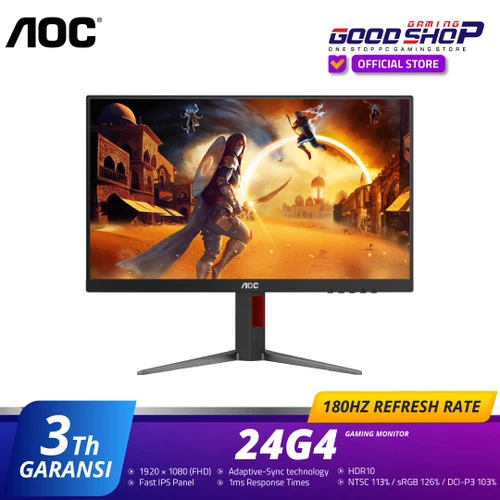 AOC®
GAMING
GOODSHOP
ONE STOP PC GAMING STORE
OFFICIAL STORE
AOC
180HZ REFRESH RATE
3Th
GARANSI
24G4
GAMING MONITOR
1920 × 1080 (FHD)
Fast IPS Panel
Adaptive-Sync technology
1ms Response Times
HDR10
NTSC 113% / sRGB 126% / DCI-P3 103%